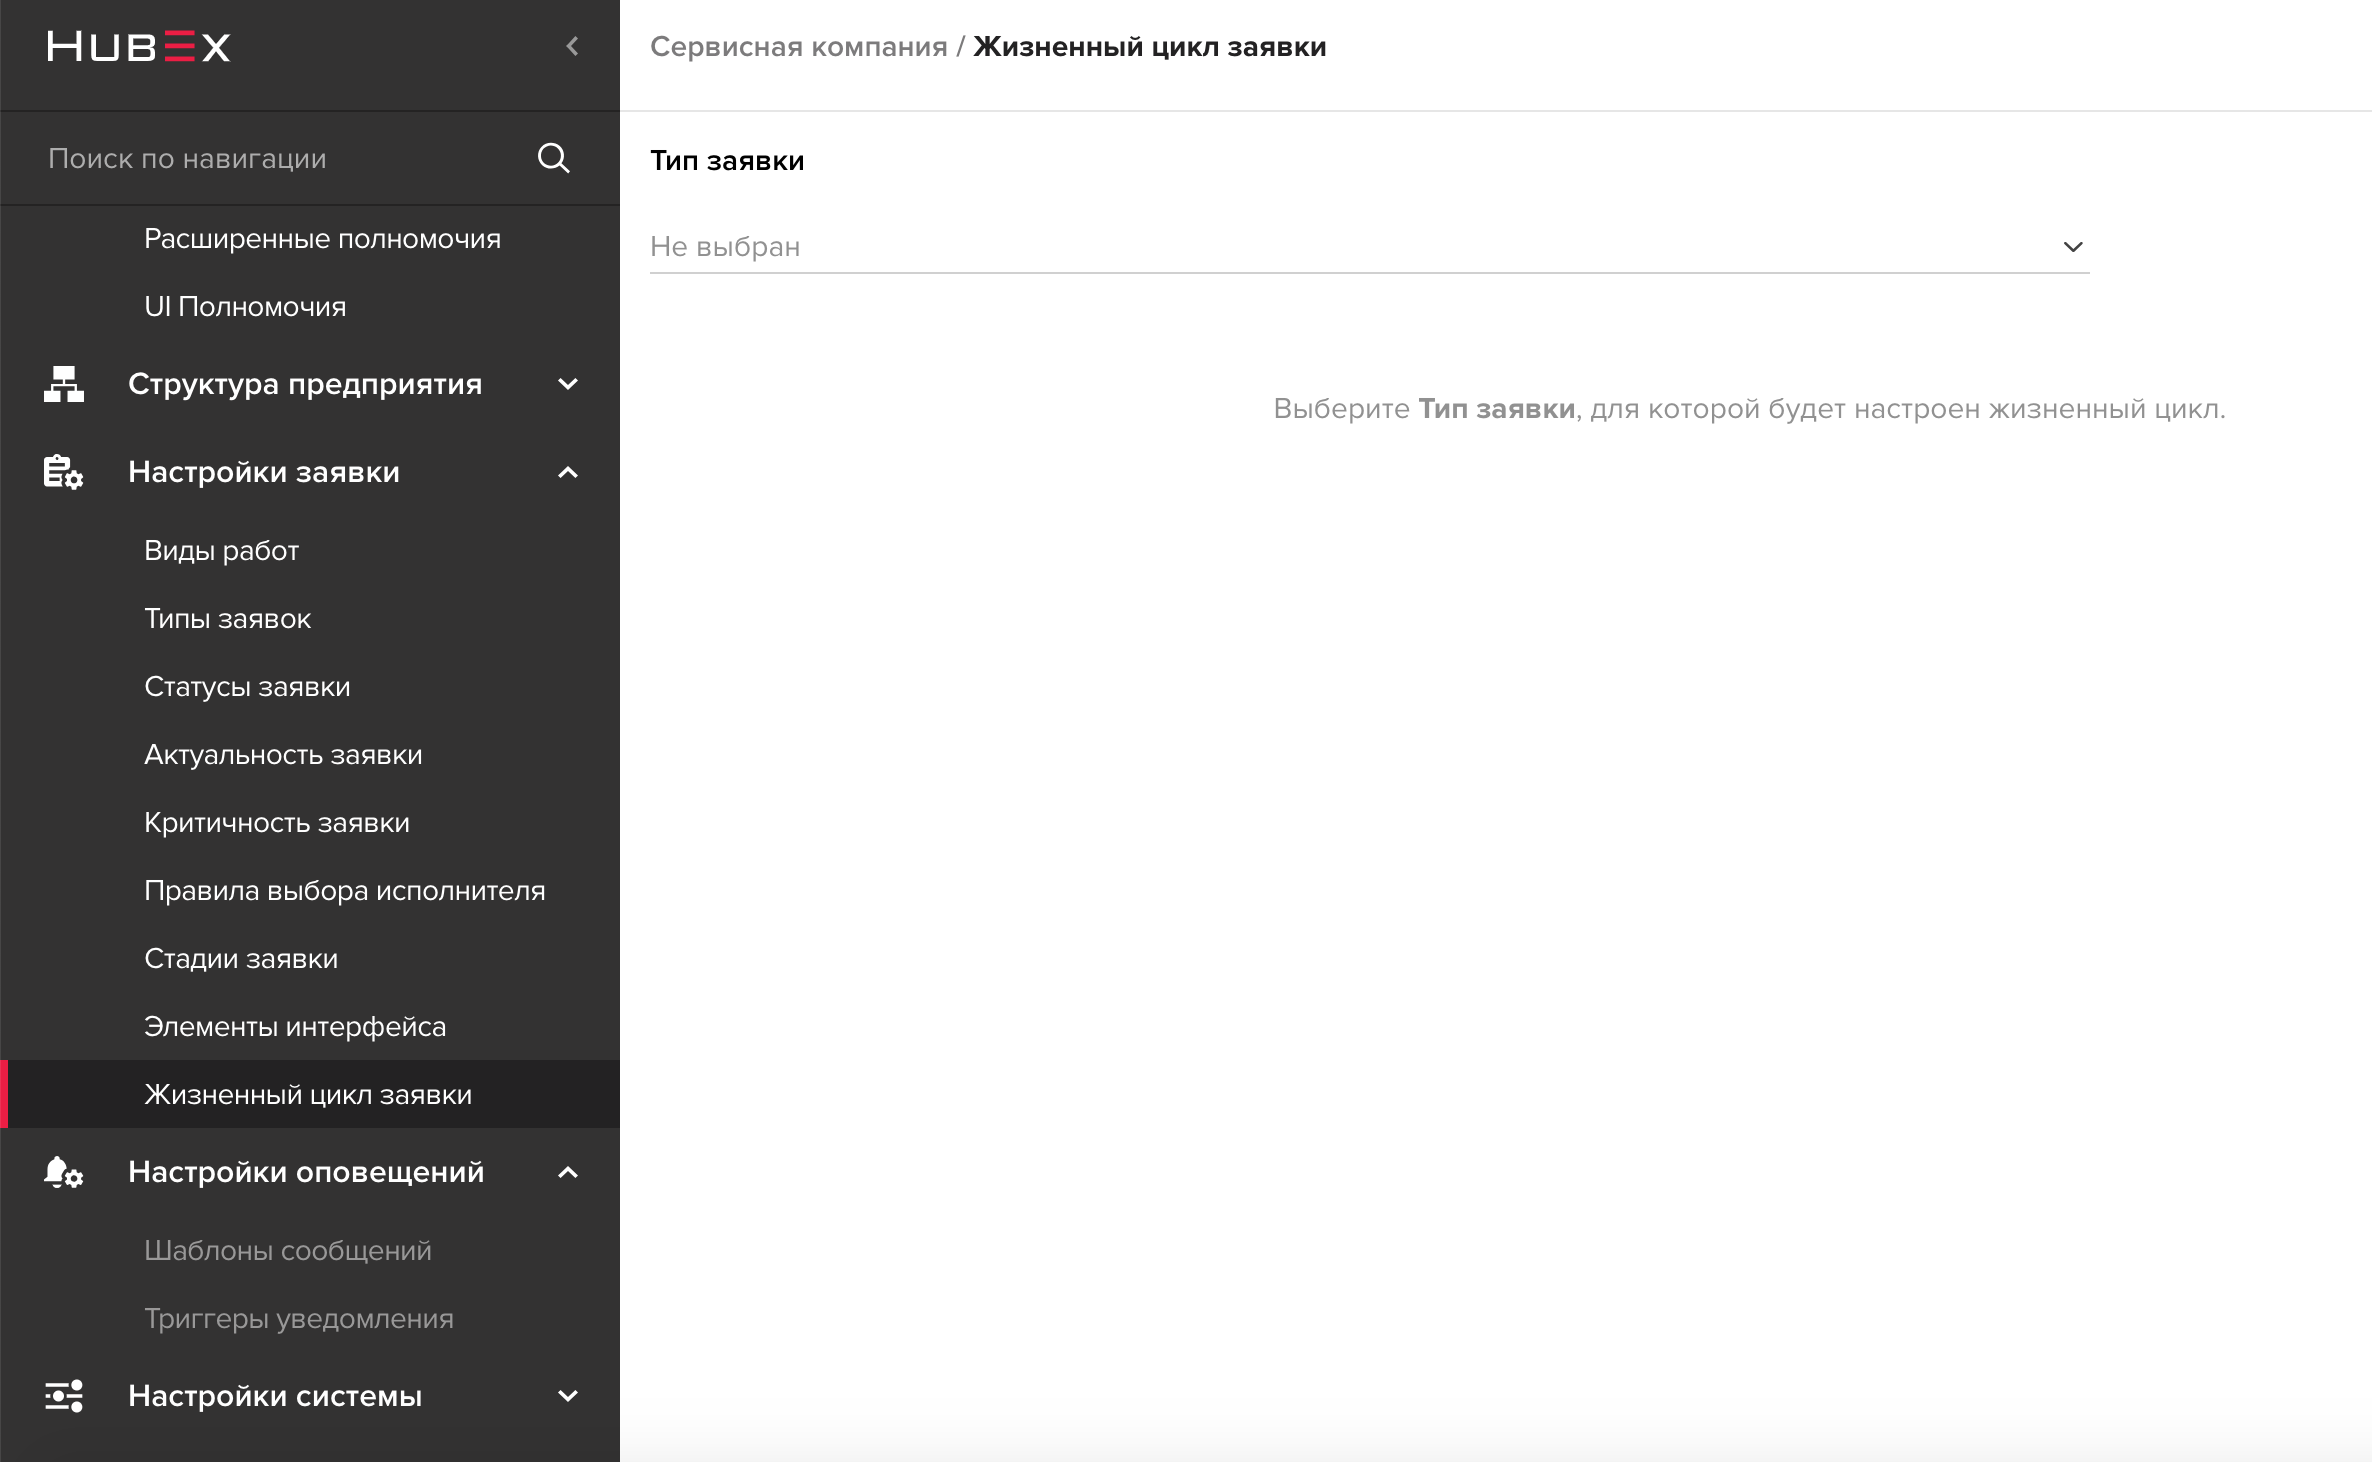 HUBEX
Поиск по навигации
Расширенные полномочия
UI Полномочия
Структура предприятия
Настройки заявки
Виды работ
Типы заявок
Статусы заявки
Актуальность заявки
Критичность заявки
Правила выбора исполнителя
Стадии заявки
Элементы интерфейса
Жизненный цикл заявки
Настройки оповещений
Шаблоны сообщений
Триггеры уведомления
Настройки системы
Сервисная компания / Жизненный цикл заявки
Тип заявки
Не выбран
Выберите Тип заявки, для которой будет настроен жизненный цикл.